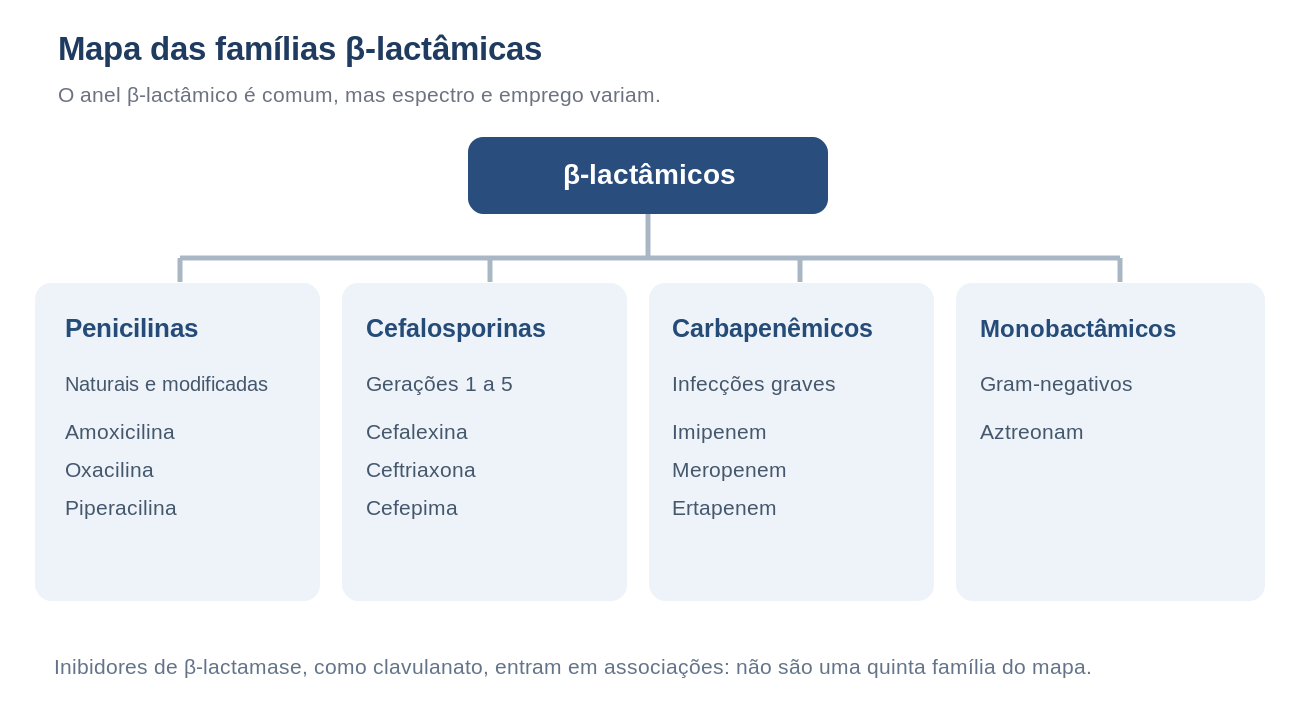 Mapa das famílias β-lactâmicas
O anel β-lactâmico é comum, mas espectro e emprego variam.
β-lactâmicos
Penicilinas
Naturais e modificadas
Amoxicilina
Oxacilina
Piperacilina
Cefalosporinas
Gerações 1 a 5
Cefalexina
Ceftriaxona
Cefepima
Carbapenêmicos
Infecções graves
Imipenem
Meropenem
Ertapenem
Monobactâmicos
Gram-negativos
Aztreonam
Inibidores de β-lactamase, como clavulanato, entram em associações: não são uma quinta família do mapa.